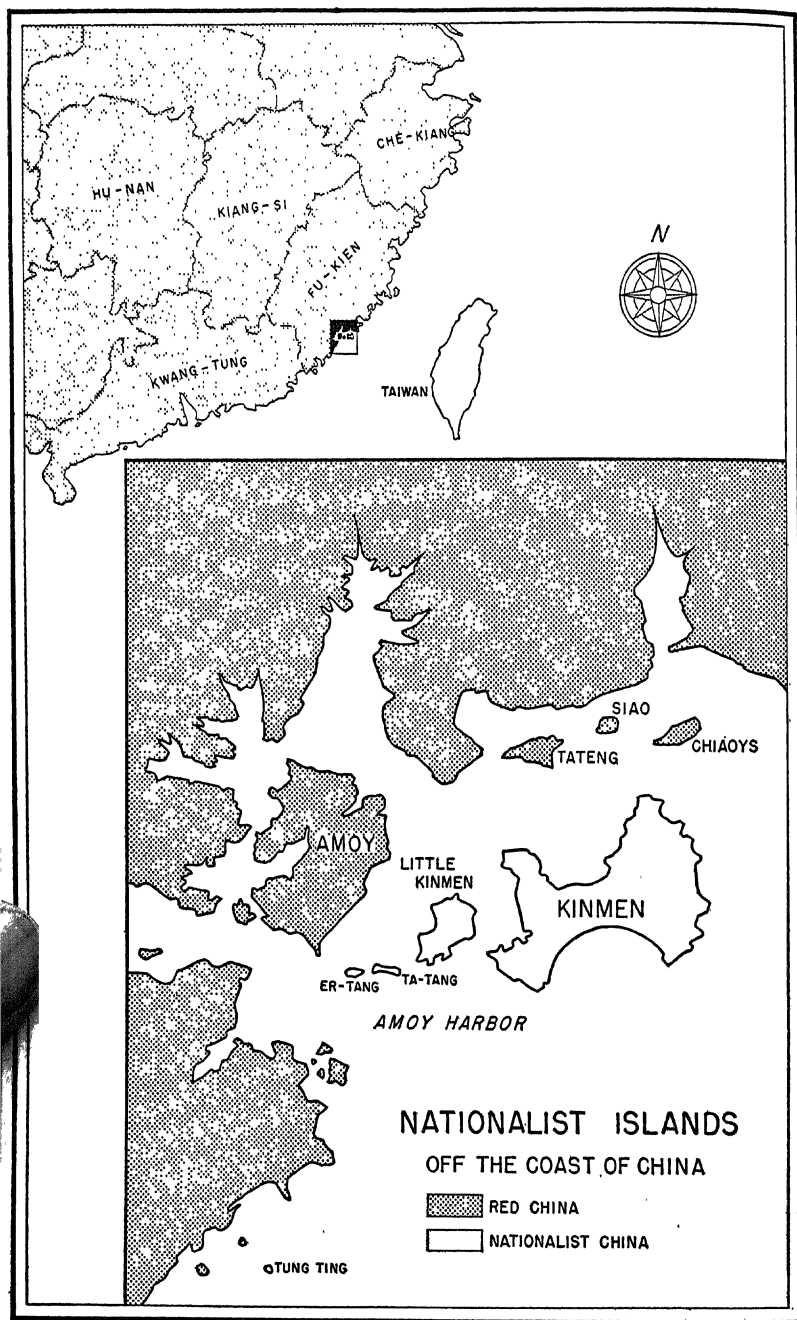 CHE-KIANG
HU-NAN
KIANG-SI
FU-KIEN
N
KWANG-TUNG
TAIWAN
SIAO
TATENG
CHIAOYS
AMOY
LITTLE
KINMEN
KINMEN
ER-TANG
TA-TANG
AMOY HARBOR
NATIONALIST ISLANDS
OFF THE COAST OF CHINA
RED CHINA
NATIONALIST CHINA
TUNG TING